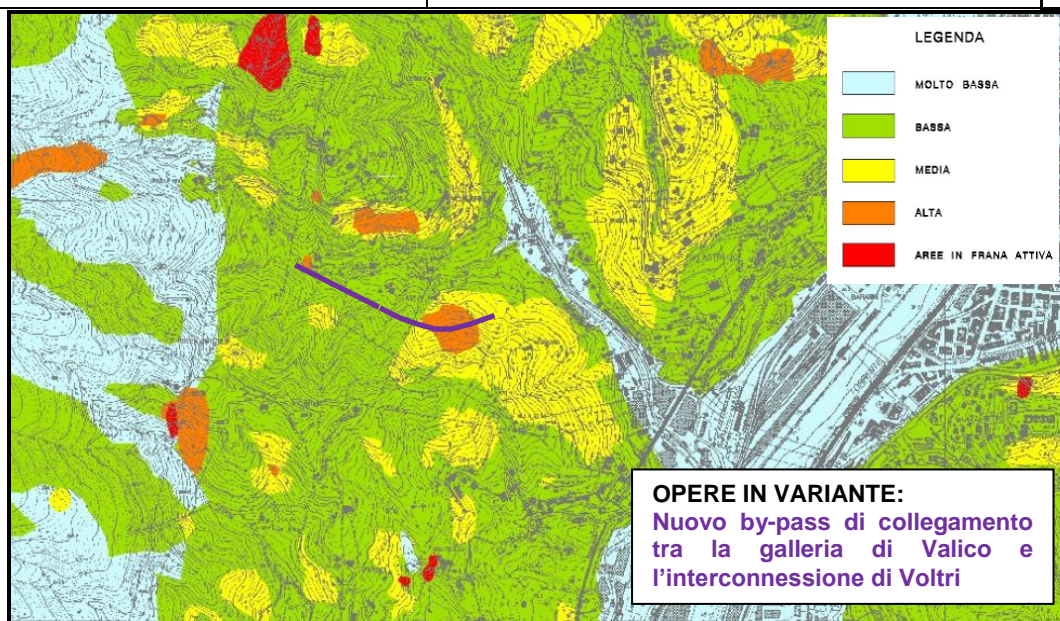 LEGENDA
MOLTO BASSA
BASSA
MEDIA
ALTA
AREE IN FRANA ATTIVA
OPERE IN VARIANTE:
Nuovo by-pass di collegamento
tra la galleria di Valico e
l'interconnessione di Voltri